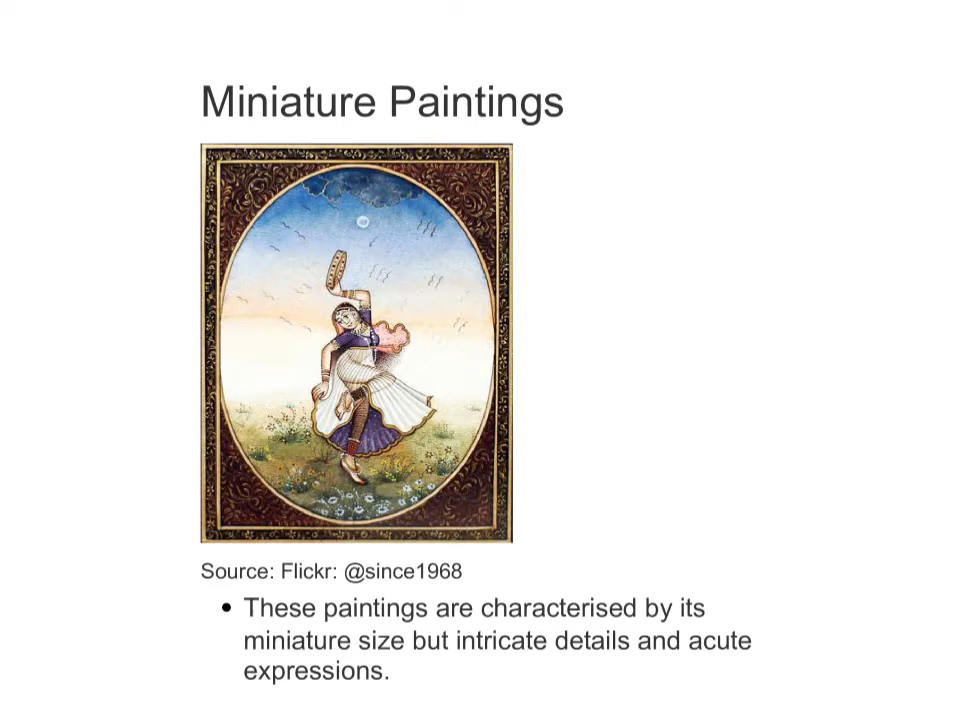 Miniature Paintings
Source: Flickr: @since1968
• These paintings are characterised by its
miniature size but intricate details and acute
expressions.